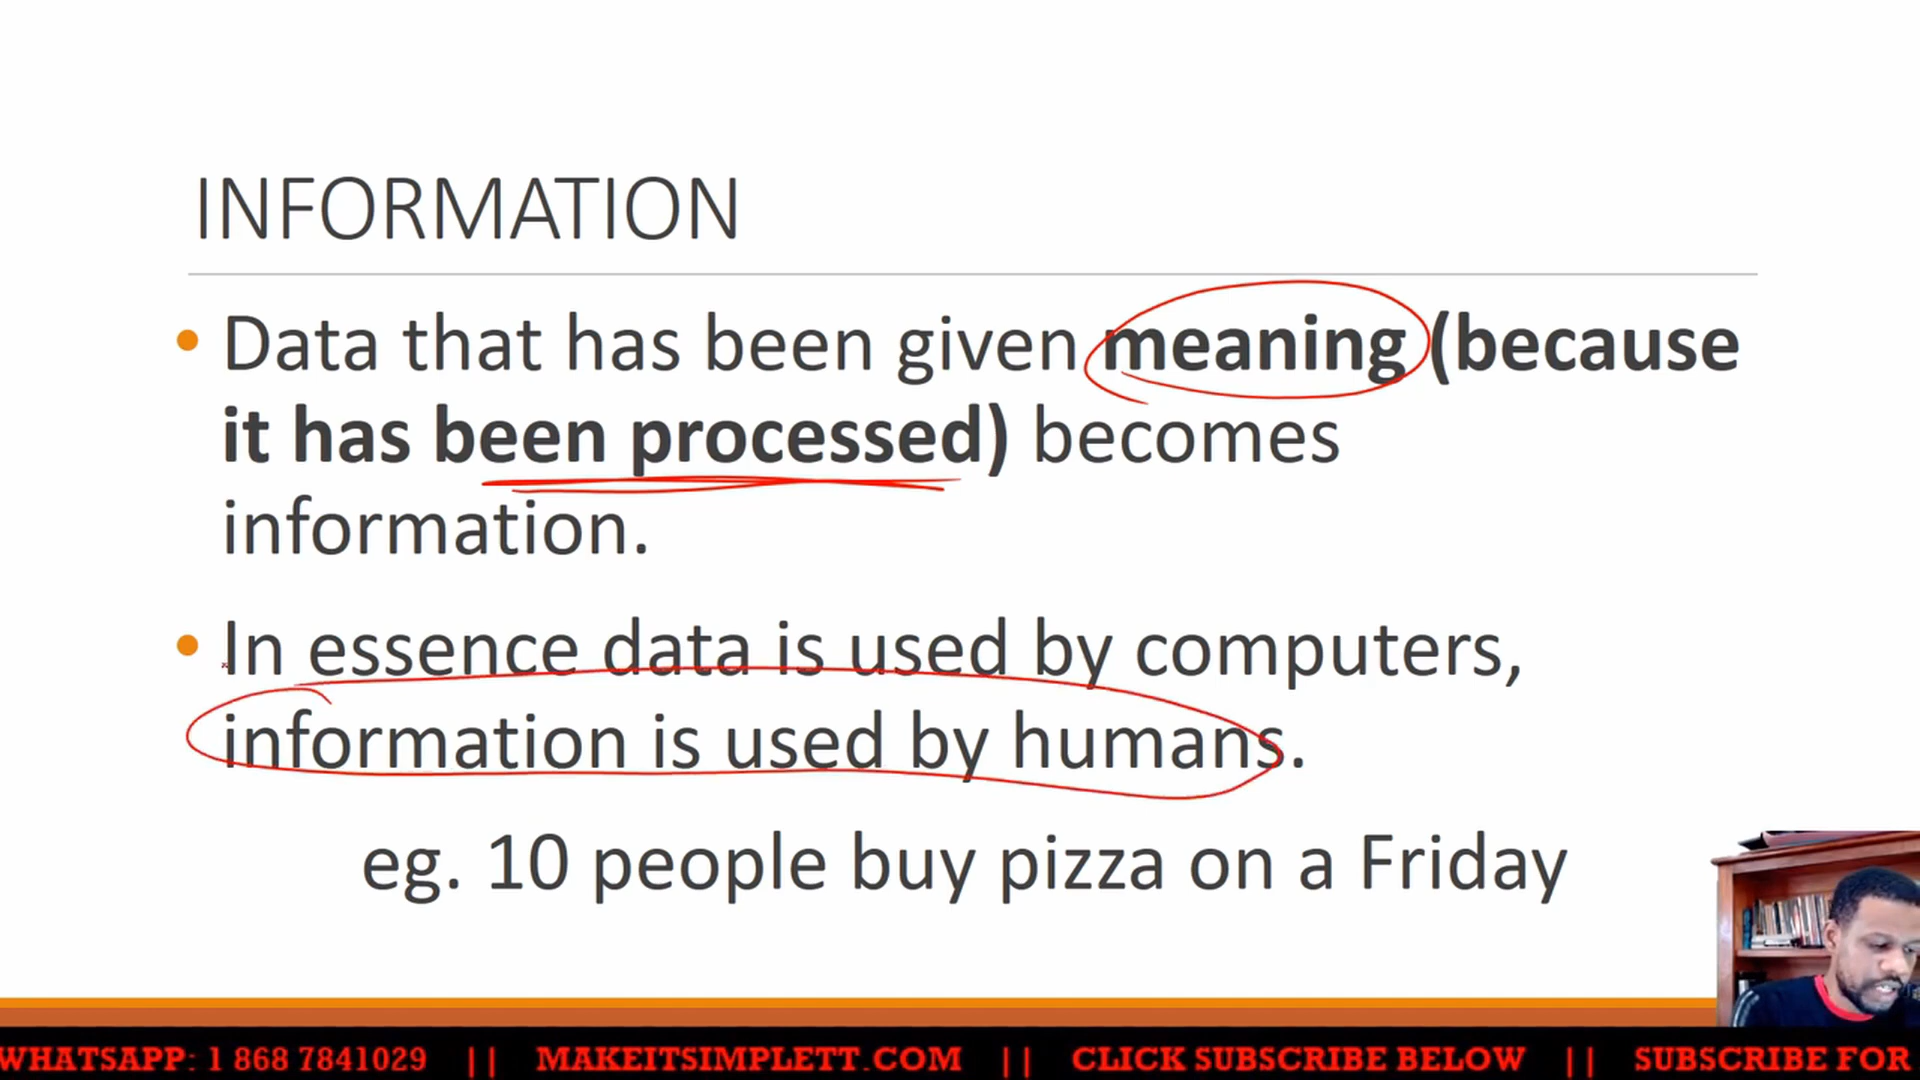 INFORMATION
• Data that has been given meaning (because
it has been processed) becomes
information.
• In essence data is used by computers,
information is used by humans.
eg. 10 people buy pizza on a Friday
WHATSAPP: 1 868 7841029 || MAKEITSIMPLETT.COM || CLICK SUBSCRIBE BELOW || SUBSCRIBE FOR